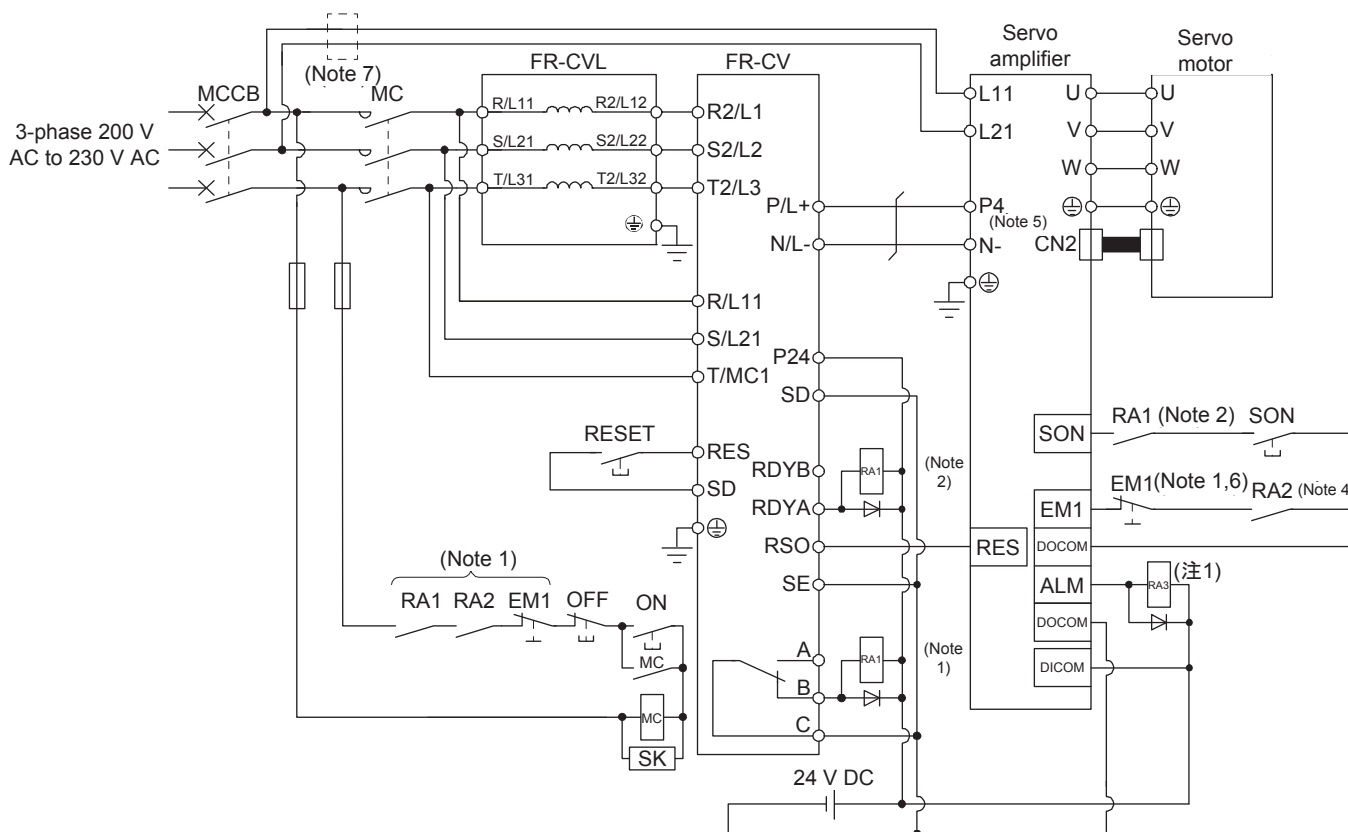 Servo
amplifier
Servo
motor
FR-CVL
FR-CV
(Note 7)
MCCB
MC
3-phase 200 V
AC to 230 V AC
R/L11
R2/L12
R2/L1
S/L21
S2/L22
S2/L2
T/L31
T2/L32
T2/L3
L11
L21
U
V
W
U
V
W
P/L+
P4
(Note 5)
N/L-
N-
CN2
R/L11
S/L21
T/MC1
P24
SD
RESET
RES
SD
RDYB
RDYA
RSO
SE
RA1
(Note
2)
SON
RA1 (Note 2)
SON
EM1
EM1(Note 1,6)
RA2 (Note 4
RES
DOCOM
ALM
RA3
(注1)
DOCOM
DICOM
(Note 1)
RA1
RA2
EM1
OFF
ON
MC
MC
SK
A
B
C
RA1
(Note
1)
24 V DC